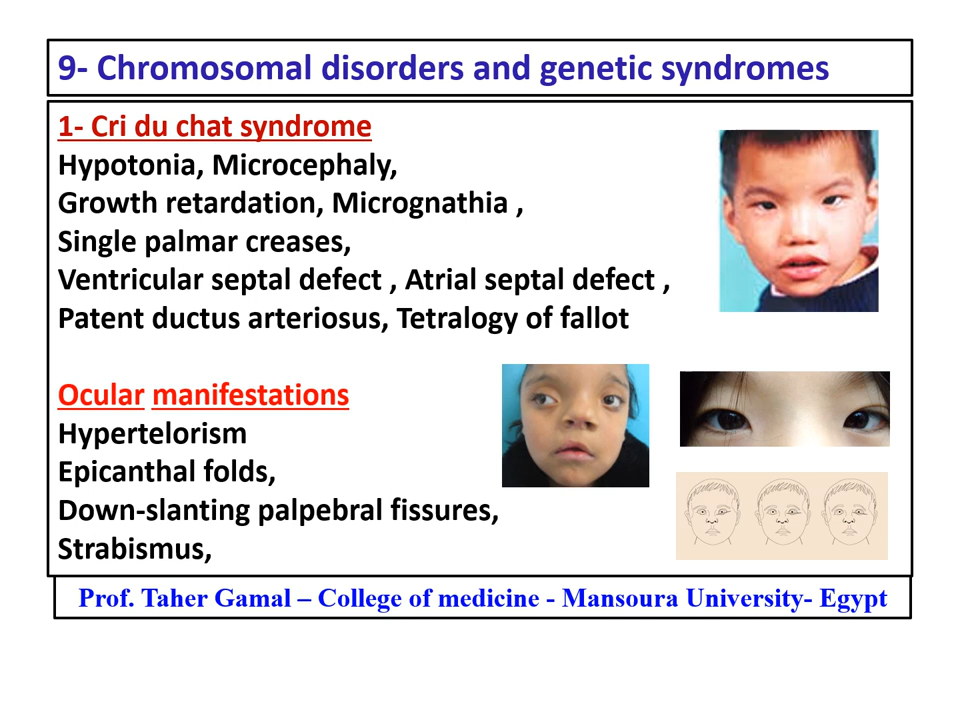 9- Chromosomal disorders and genetic syndromes
1- Cri du chat syndrome
Hypotonia, Microcephaly,
Growth retardation, Micrognathia ,
Single palmar creases,
Ventricular septal defect , Atrial septal defect ,
Patent ductus arteriosus, Tetralogy of fallot
Ocular manifestations
Hypertelorism
Epicanthal folds,
Down-slanting palpebral fissures,
Strabismus,
Prof. Taher Gamal – College of medicine - Mansoura University- Egypt